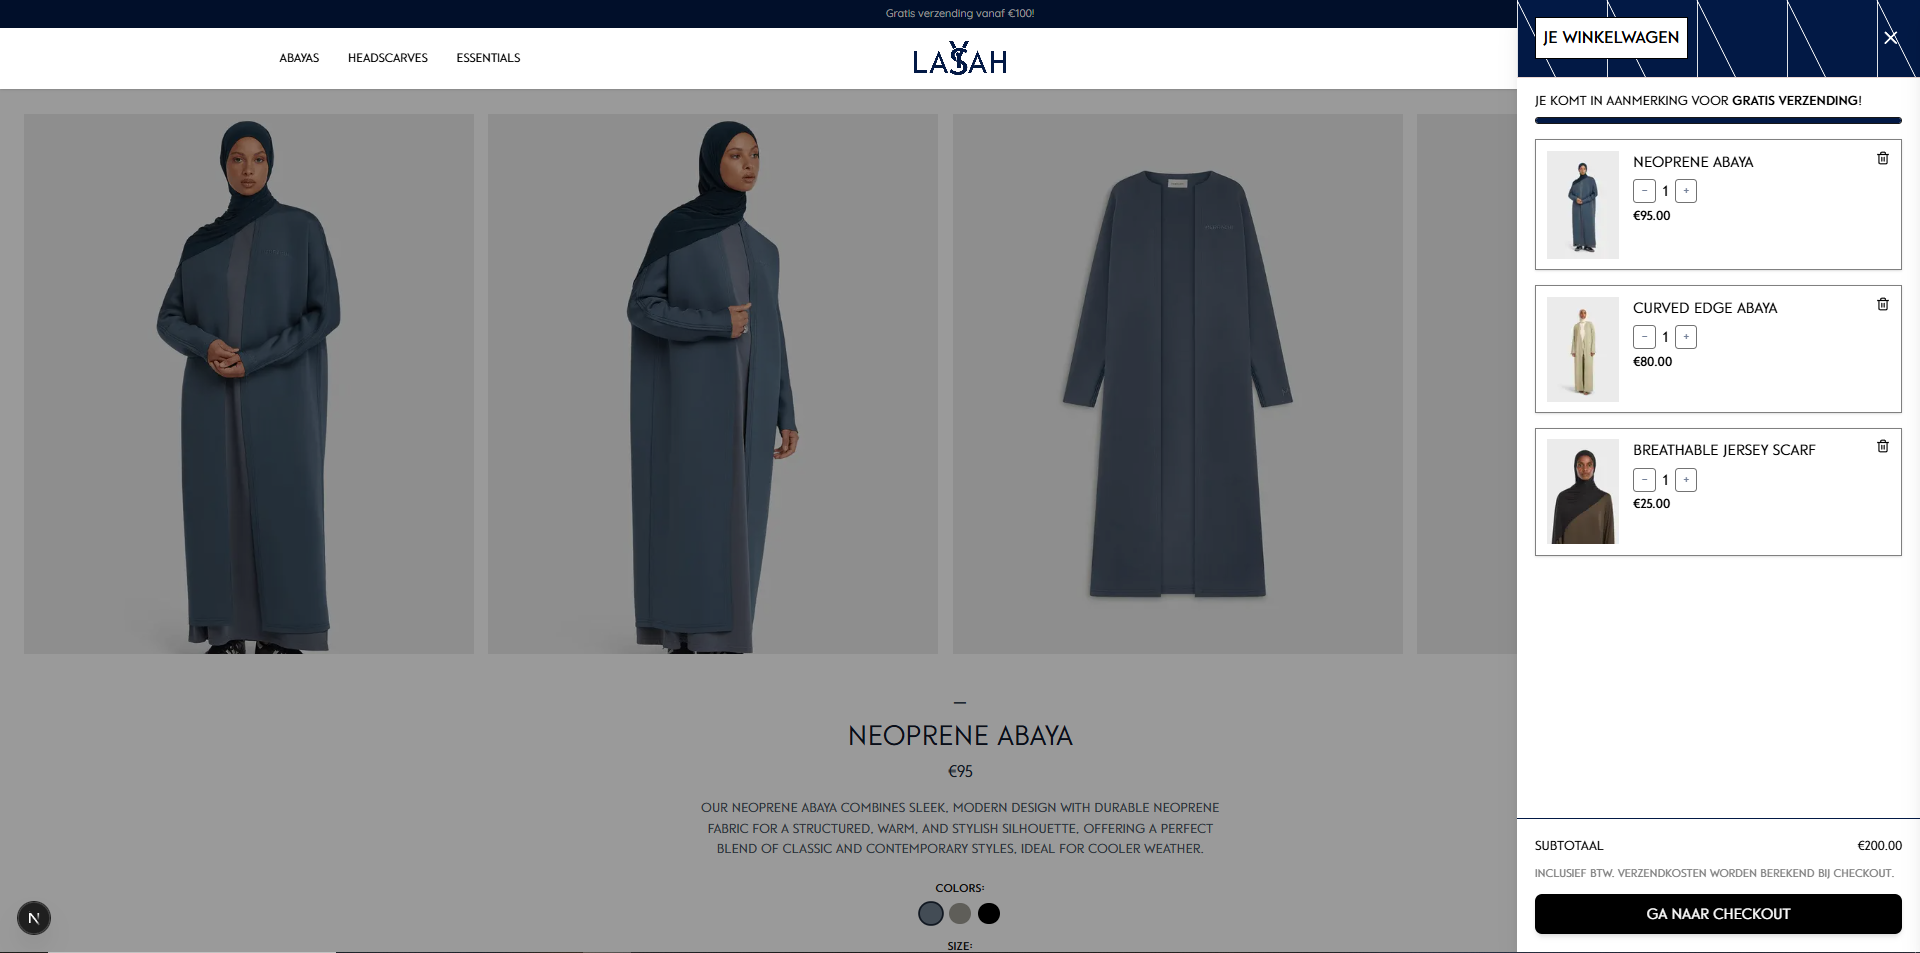 Gratis verzending vanaf €100!
ABAYAS
HEADSCARVES
ESSENTIALS
LAYSAH
NEOPRENE ABAYA
€95
OUR NEOPRENE ABAYA COMBINES SLEEK, MODERN DESIGN WITH DURABLE NEOPRENE
FABRIC FOR A STRUCTURED, WARM, AND STYLISH SILHOUETTE, OFFERING A PERFECT
BLEND OF CLASSIC AND CONTEMPORARY STYLES, IDEAL FOR COOLER WEATHER.
COLORS:
SIZE:
N
JE WINKELWAGEN
JE KOMT IN AANMERKING VOOR GRATIS VERZENDING!
NEOPRENE ABAYA
− 1 +
€95.00
CURVED EDGE ABAYA
− 1 +
€80.00
BREATHABLE JERSEY SCARF
− 1 +
€25.00
SUBTOTAAL €200.00
INCLUSIEF BTW. VERZENDKOSTEN WORDEN BEREKEND BIJ CHECKOUT.
GA NAAR CHECKOUT